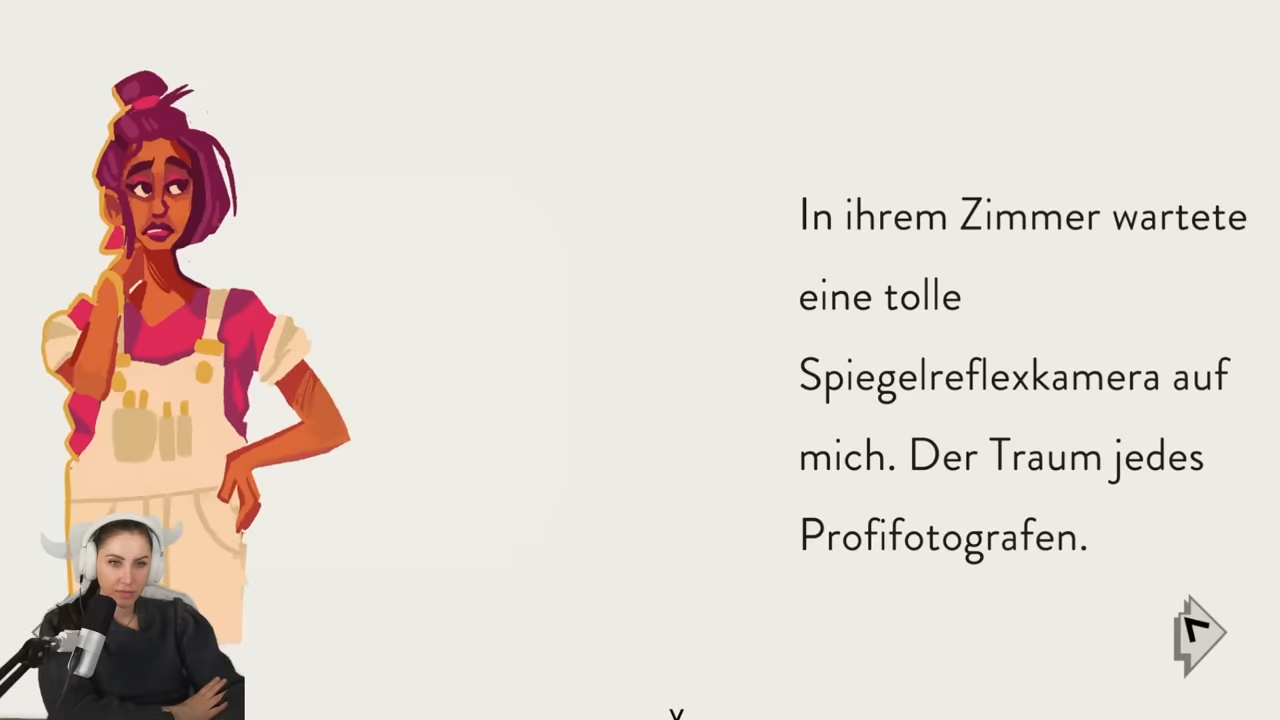 In ihrem Zimmer wartete
eine tolle
Spiegelreflexkamera auf
mich. Der Traum jedes
Profifotografen.